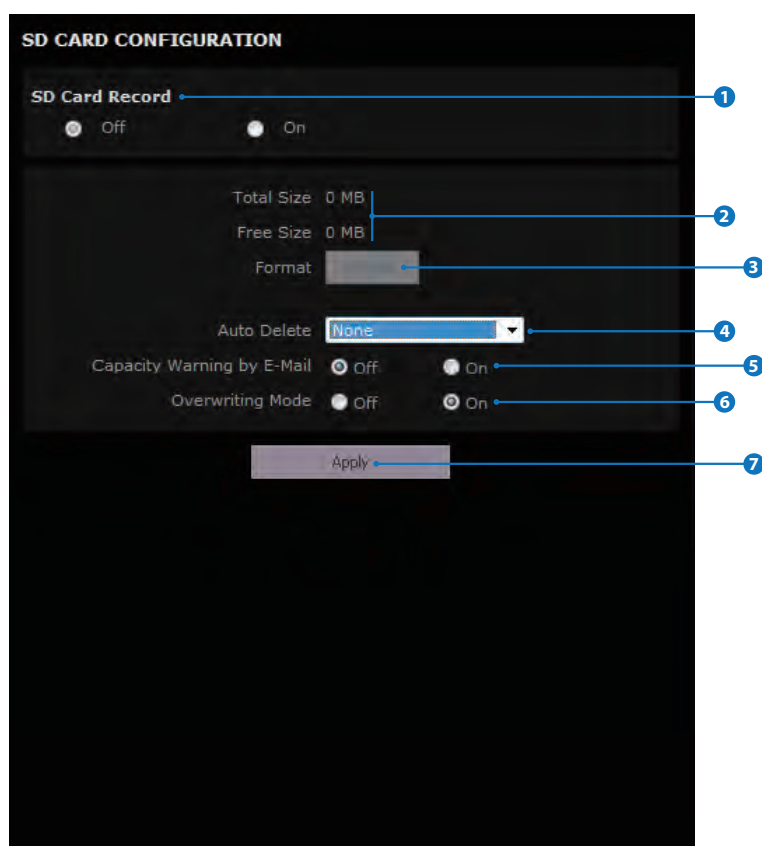 SD CARD CONFIGURATION
SD Card Record 1
Off On
Total Size 0 MB
2
Free Size 0 MB
Format 3
Auto Delete None 4
Capacity Warning by E-Mail Off On 5
Overwriting Mode Off On 6
Apply 7